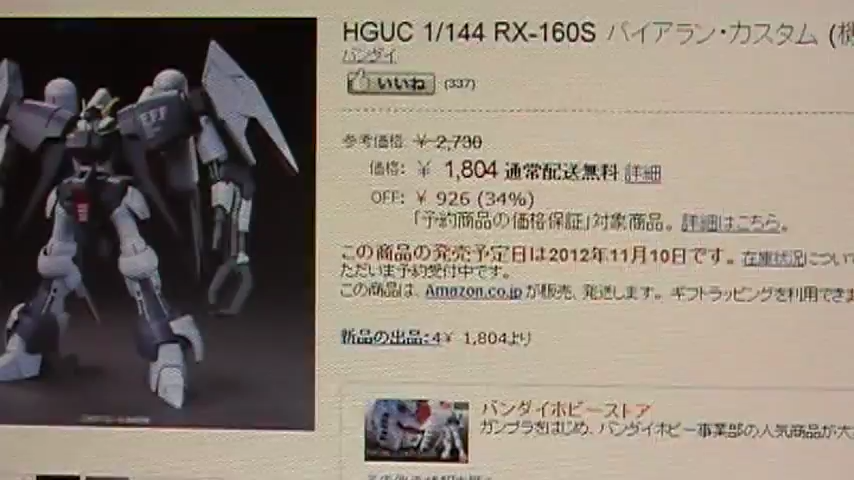 HGUC 1/144 RX-160S バイアラン・カスタム (機
バンダイ
いいね (337)
参考価格: ￥ 2,730
価格: ￥ 1,804 通常配送無料 詳細
OFF: ￥ 926 (34%)
「予約商品の価格保証」対象商品。詳細はこちら。
この商品の発売予定日は2012年11月10日です。在庫状況について
ただいま予約受付中です。
この商品は、Amazon.co.jp が販売、発送します。 ギフトラッピングを利用できま
新品の出品:4￥ 1,804より
バンダイホビーストア
ガンプラをはじめ、バンダイホビー事業部の人気商品が大
EFF